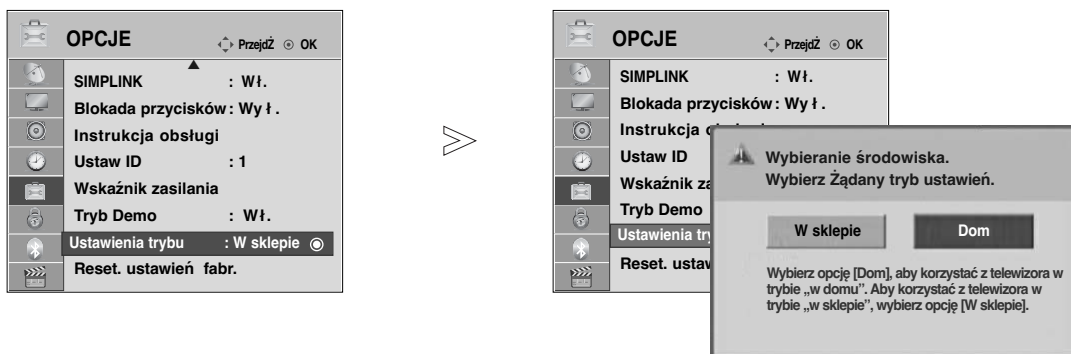 OPCJE
PrzejdŹ OK
SIMPLINK : Wł.
Blokada przycisków : Wył.
Instrukcja obsługi
Ustaw ID : 1
Wskaźnik zasilania
Tryb Demo : Wł.
Ustawienia trybu : W sklepie
Reset. ustawień fabr.
OPCJE
PrzejdŹ OK
SIMPLINK : Wł.
Blokada przycisków : Wył.
Instrukcja
Ustaw ID
Wskaźnik za
Tryb Demo
Ustawienia try
Reset. ustaw
Wybieranie środowiska.
Wybierz Żądany tryb ustawień.
W sklepie
Dom
Wybierz opcję [Dom], aby korzystać z telewizora w
trybie „w domu”. Aby korzystać z telewizora w
trybie „w sklepie”, wybierz opcję [W sklepie].